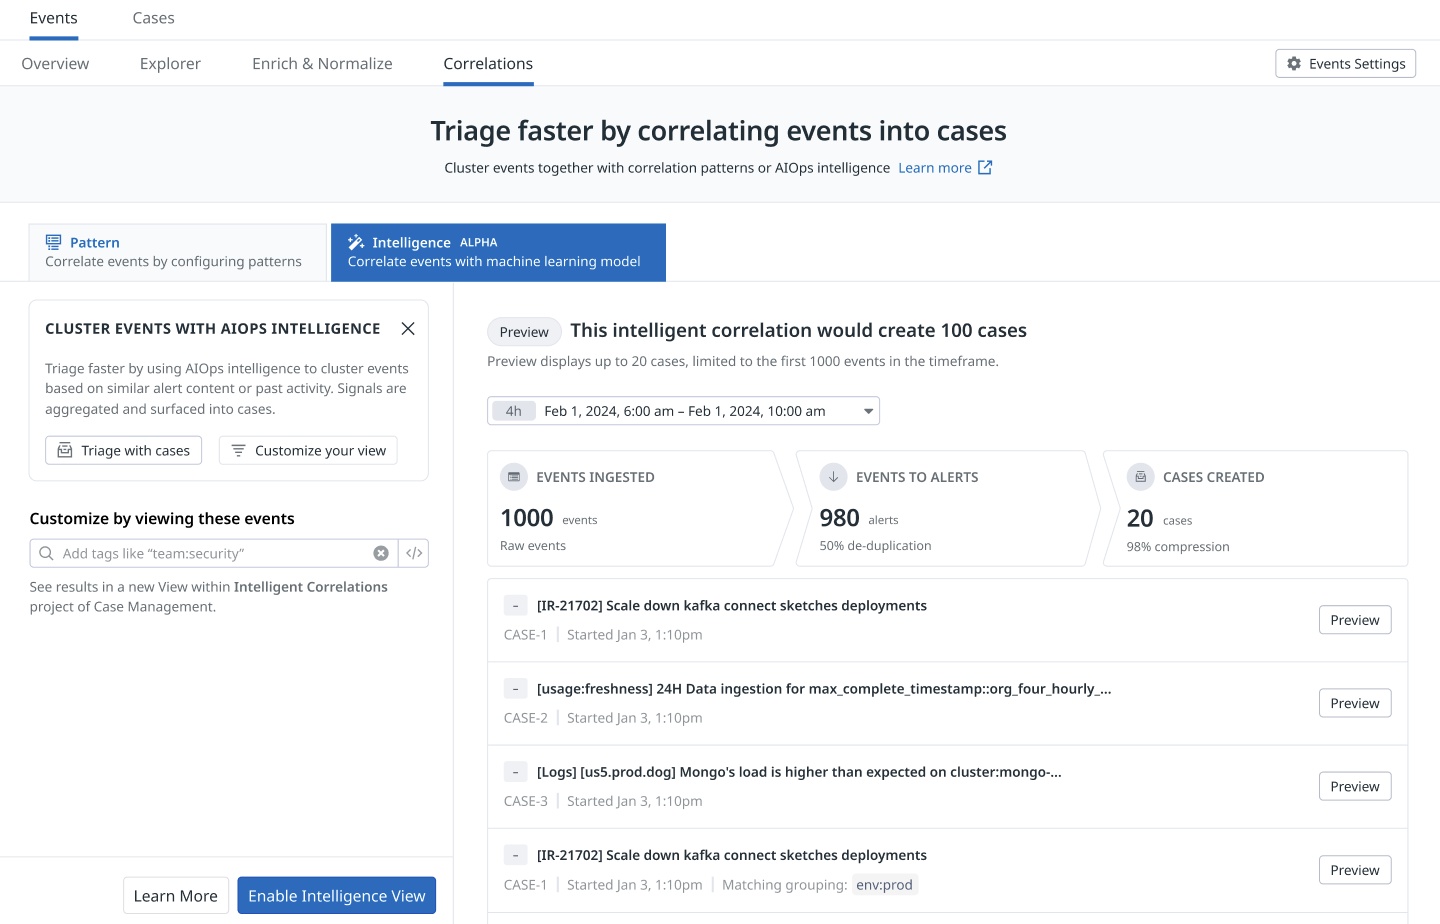 Events Cases
Overview Explorer Enrich & Normalize Correlations Events Settings
Triage faster by correlating events into cases
Cluster events together with correlation patterns or AIOps intelligence Learn more
Pattern
Correlate events by configuring patterns
Intelligence ALPHA
Correlate events with machine learning model
CLUSTER EVENTS WITH AIOPS INTELLIGENCE
Triage faster by using AIOps intelligence to cluster events
based on similar alert content or past activity. Signals are
aggregated and surfaced into cases.
Triage with cases Customize your view
Customize by viewing these events
Add tags like “team:security” </>
See results in a new View within Intelligent Correlations
project of Case Management.
Learn More Enable Intelligence View
Preview This intelligent correlation would create 100 cases
Preview displays up to 20 cases, limited to the first 1000 events in the timeframe.
4h Feb 1, 2024, 6:00 am – Feb 1, 2024, 10:00 am
EVENTS INGESTED
1000 events
Raw events
EVENTS TO ALERTS
980 alerts
50% de-duplication
CASES CREATED
20 cases
98% compression
– [IR-21702] Scale down kafka connect sketches deployments
CASE-1 Started Jan 3, 1:10pm
Preview
– [usage:freshness] 24H Data ingestion for max_complete_timestamp::org_four_hourly_...
CASE-2 Started Jan 3, 1:10pm
Preview
– [Logs] [us5.prod.dog] Mongo's load is higher than expected on cluster:mongo-...
CASE-3 Started Jan 3, 1:10pm
Preview
– [IR-21702] Scale down kafka connect sketches deployments
CASE-1 Started Jan 3, 1:10pm Matching grouping: env:prod
Preview